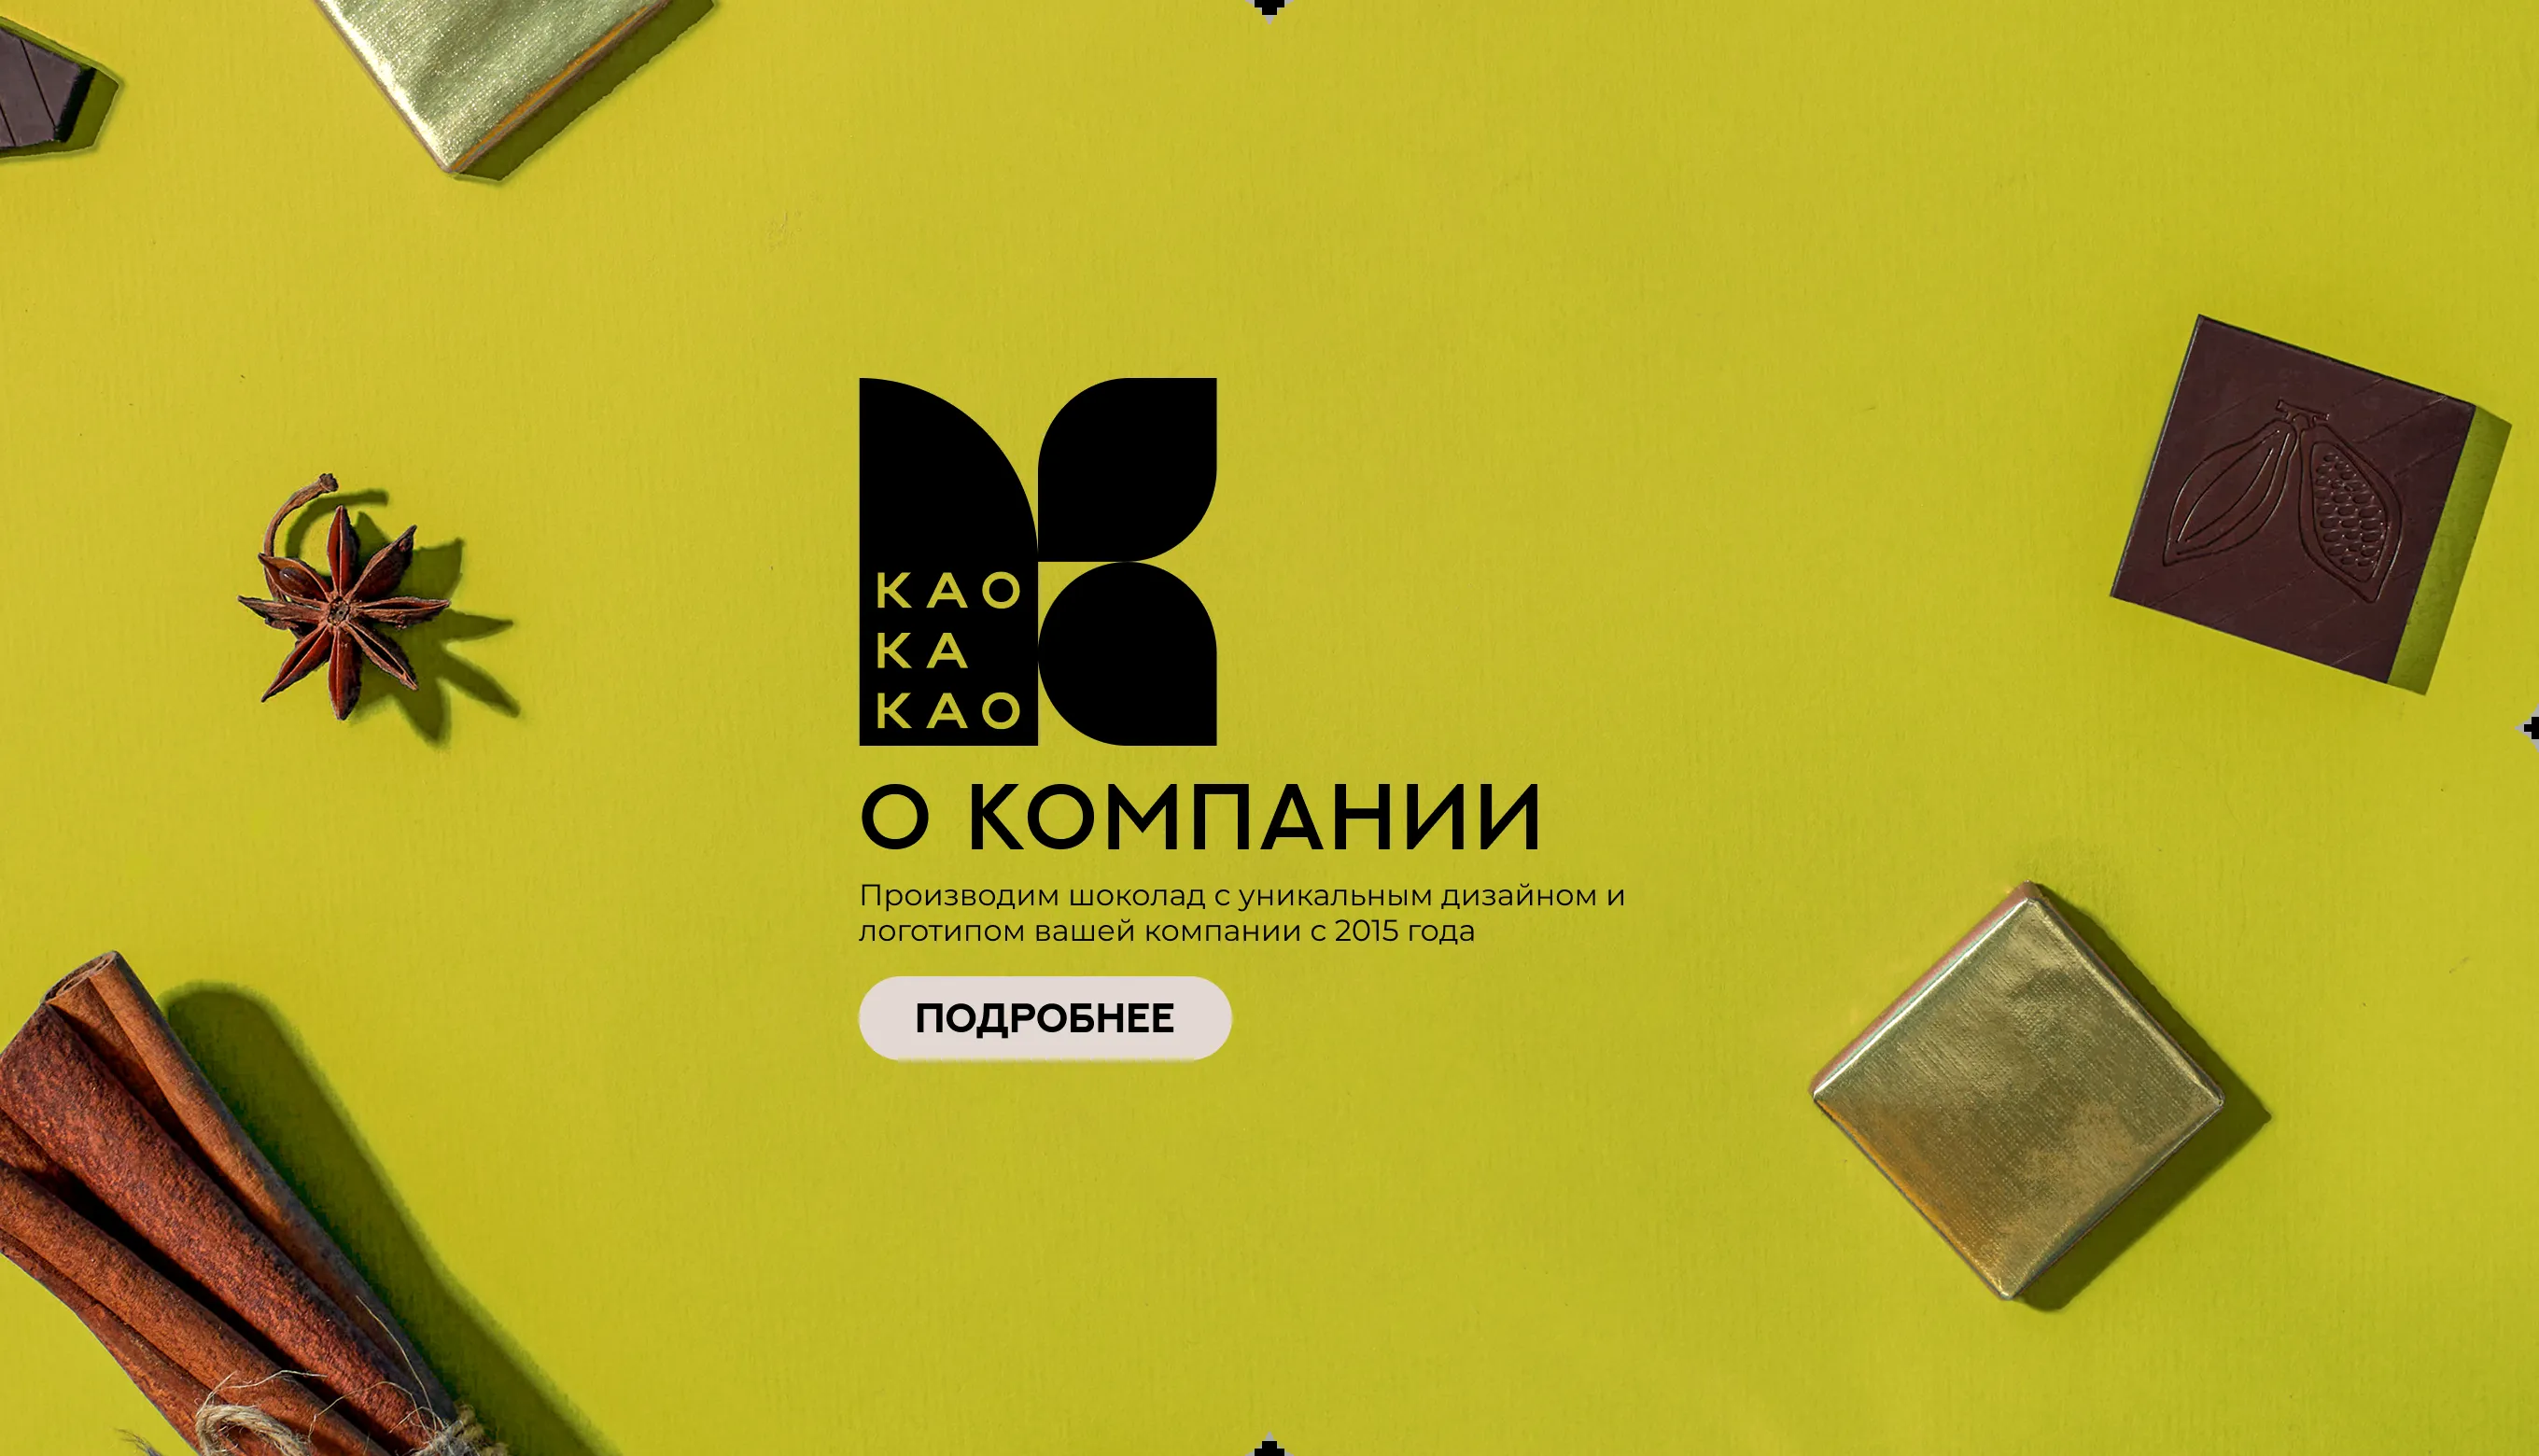 КАО
КА
КАО
О КОМПАНИИ
Производим шоколад с уникальным дизайном и
логотипом вашей компании с 2015 года
ПОДРОБНЕЕ